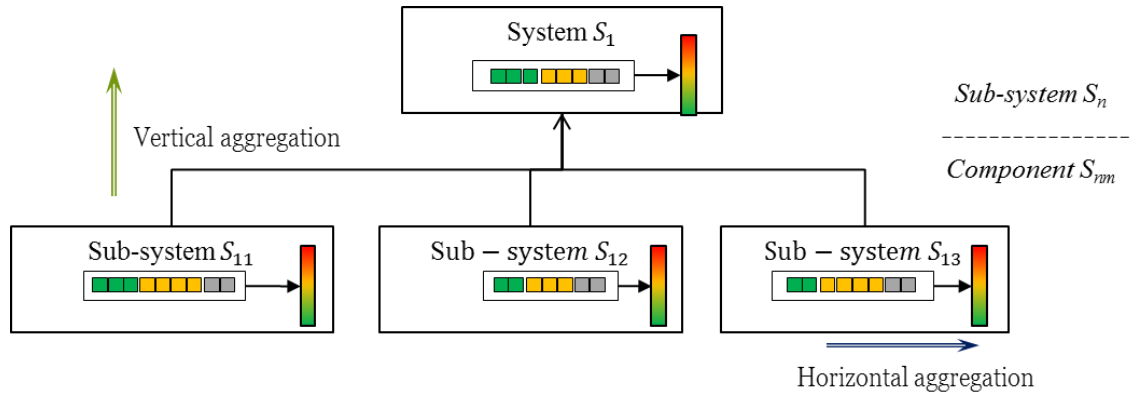 System S₁
Sub-system Sₙ
Vertical aggregation
Component Sₙₘ
Sub-system S₁₁
Sub – system S₁₂
Sub – system S₁₃
Horizontal aggregation